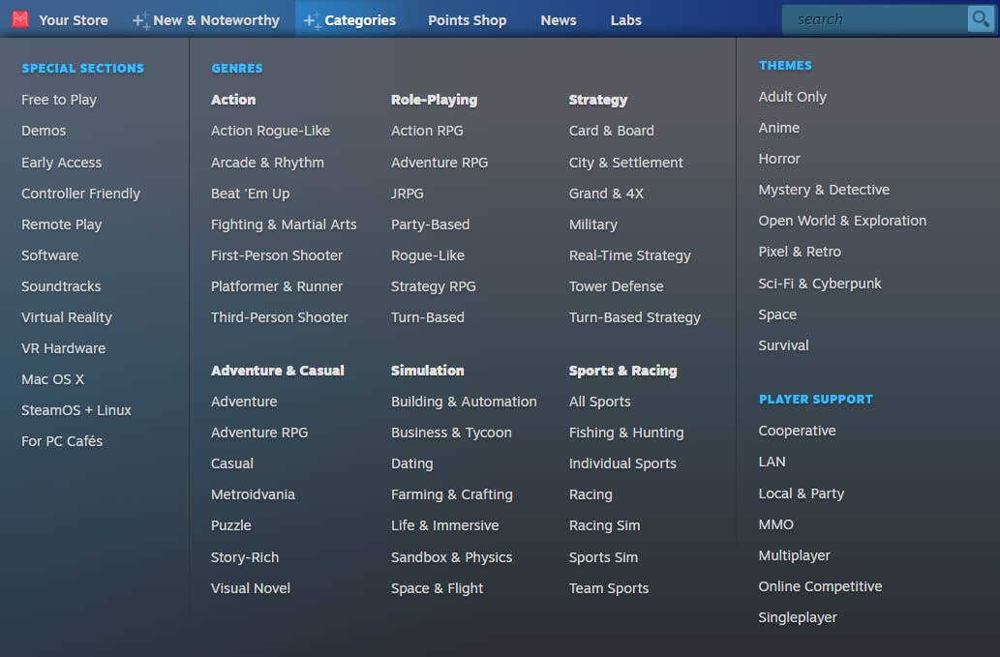 Your Store
New & Noteworthy
Categories
Points Shop
News
Labs
search
SPECIAL SECTIONS
Free to Play
Demos
Early Access
Controller Friendly
Remote Play
Software
Soundtracks
Virtual Reality
VR Hardware
Mac OS X
SteamOS + Linux
For PC Cafés
GENRES
Action
Action Rogue-Like
Arcade & Rhythm
Beat 'Em Up
Fighting & Martial Arts
First-Person Shooter
Platformer & Runner
Third-Person Shooter
Adventure & Casual
Adventure
Adventure RPG
Casual
Metroidvania
Puzzle
Story-Rich
Visual Novel
Role-Playing
Action RPG
Adventure RPG
JRPG
Party-Based
Rogue-Like
Strategy RPG
Turn-Based
Simulation
Building & Automation
Business & Tycoon
Dating
Farming & Crafting
Life & Immersive
Sandbox & Physics
Space & Flight
Strategy
Card & Board
City & Settlement
Grand & 4X
Military
Real-Time Strategy
Tower Defense
Turn-Based Strategy
Sports & Racing
All Sports
Fishing & Hunting
Individual Sports
Racing
Racing Sim
Sports Sim
Team Sports
THEMES
Adult Only
Anime
Horror
Mystery & Detective
Open World & Exploration
Pixel & Retro
Sci-Fi & Cyberpunk
Space
Survival
PLAYER SUPPORT
Cooperative
LAN
Local & Party
MMO
Multiplayer
Online Competitive
Singleplayer